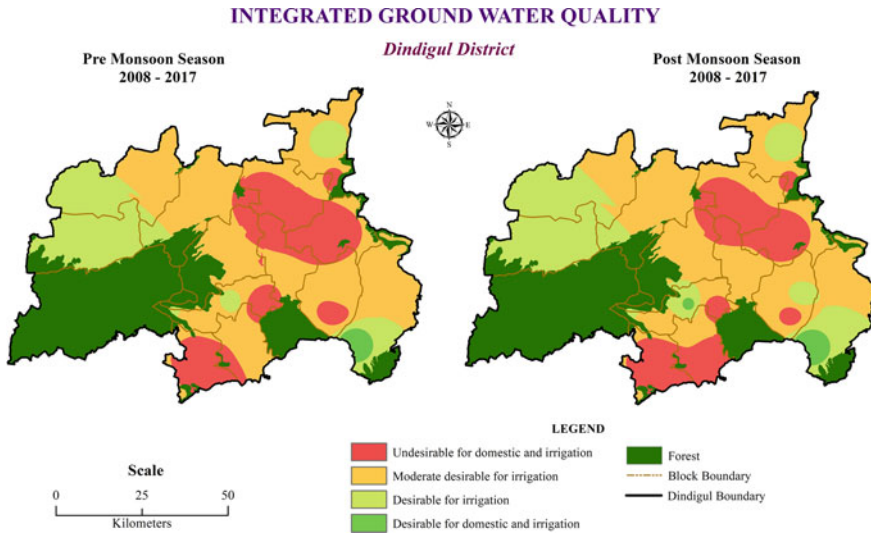 INTEGRATED GROUND WATER QUALITY
Dindigul District
Pre Monsoon Season
2008 - 2017
Post Monsoon Season
2008 - 2017
N
W E
S
LEGEND
Undesirable for domestic and irrigation
Moderate desirable for irrigation
Desirable for irrigation
Desirable for domestic and irrigation
Forest
Block Boundary
Dindigul Boundary
Scale
0 25 50
Kilometers